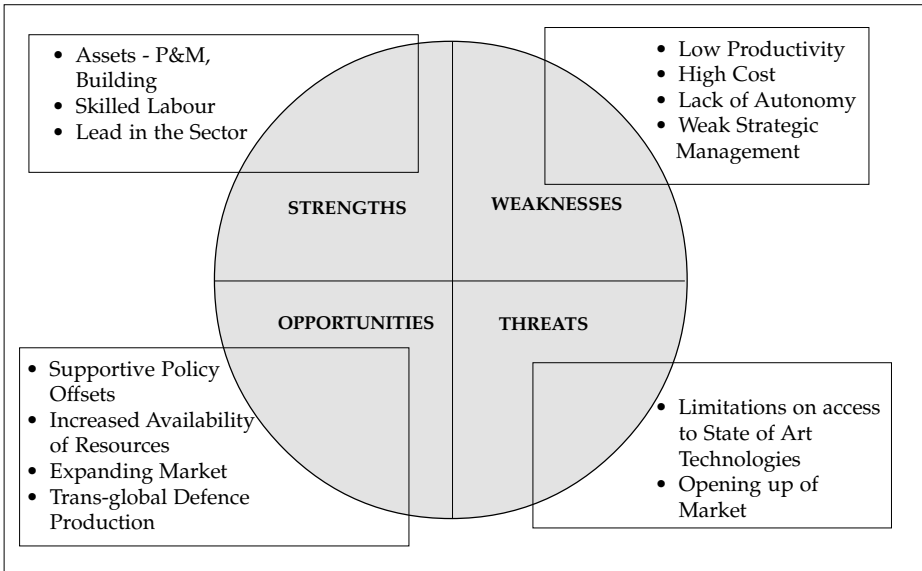 • Assets - P&M,
Building
• Skilled Labour
• Lead in the Sector
• Low Productivity
• High Cost
• Lack of Autonomy
• Weak Strategic
Management
STRENGTHS
WEAKNESSES
OPPORTUNITIES
THREATS
• Supportive Policy
Offsets
• Increased Availability
of Resources
• Expanding Market
• Trans-global Defence
Production
• Limitations on access
to State of Art
Technologies
• Opening up of
Market